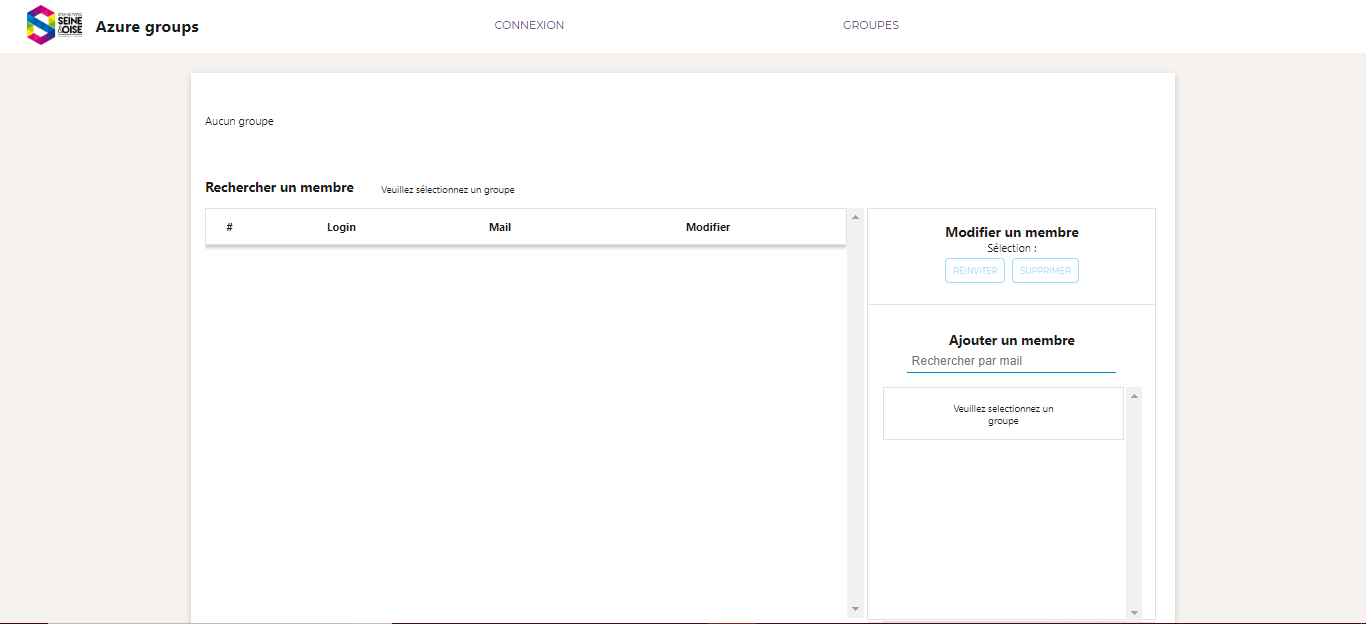 SEINE
&OISE
Azure groups
CONNEXION
GROUPES
Aucun groupe
Rechercher un membre
Veuillez sélectionnez un groupe
# Login Mail Modifier
Modifier un membre
Sélection :
RÉINVITER SUPPRIMER
Ajouter un membre
Rechercher par mail
Veuillez selectionnez un
groupe